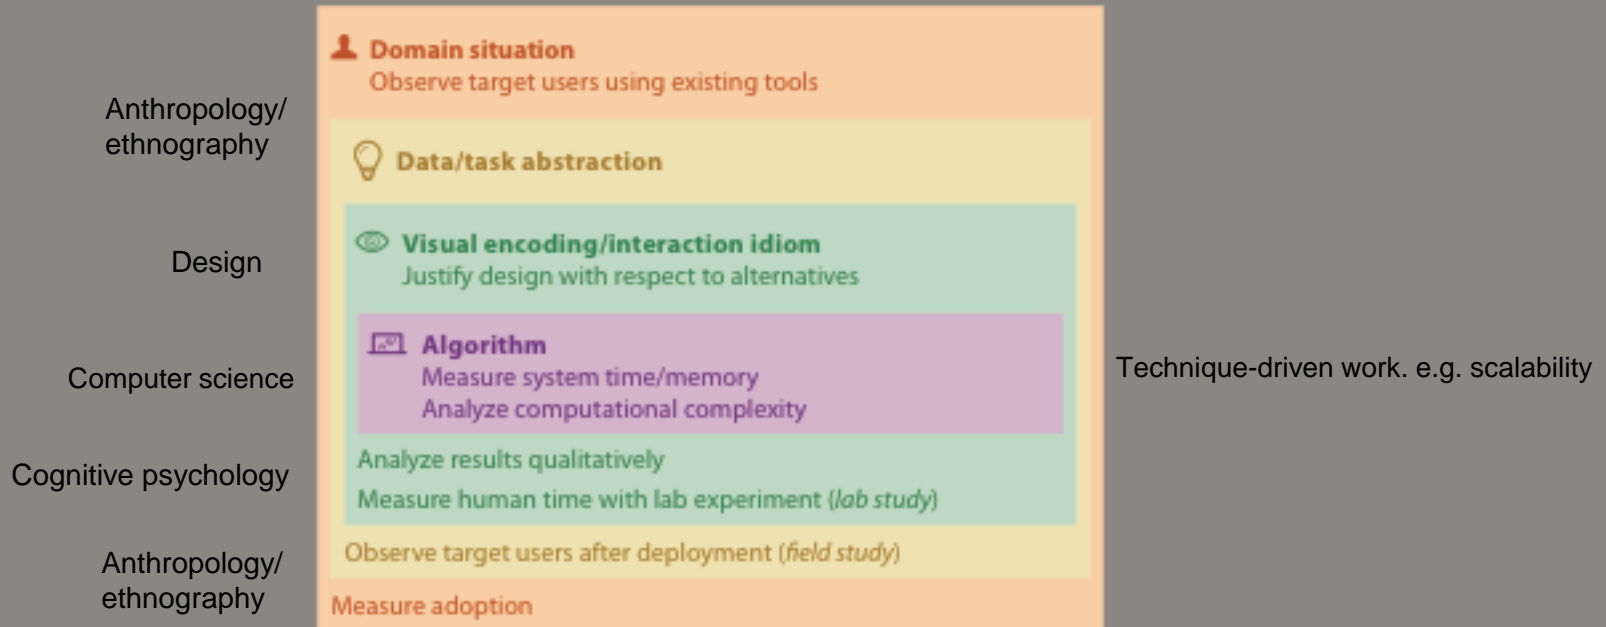 Domain situation
Observe target users using existing tools
Anthropology/
ethnography
Data/task abstraction
Visual encoding/interaction idiom
Justify design with respect to alternatives
Design
Algorithm
Measure system time/memory
Analyze computational complexity
Computer science
Technique-driven work. e.g. scalability
Analyze results qualitatively
Cognitive psychology
Measure human time with lab experiment (lab study)
Observe target users after deployment (field study)
Anthropology/
ethnography
Measure adoption